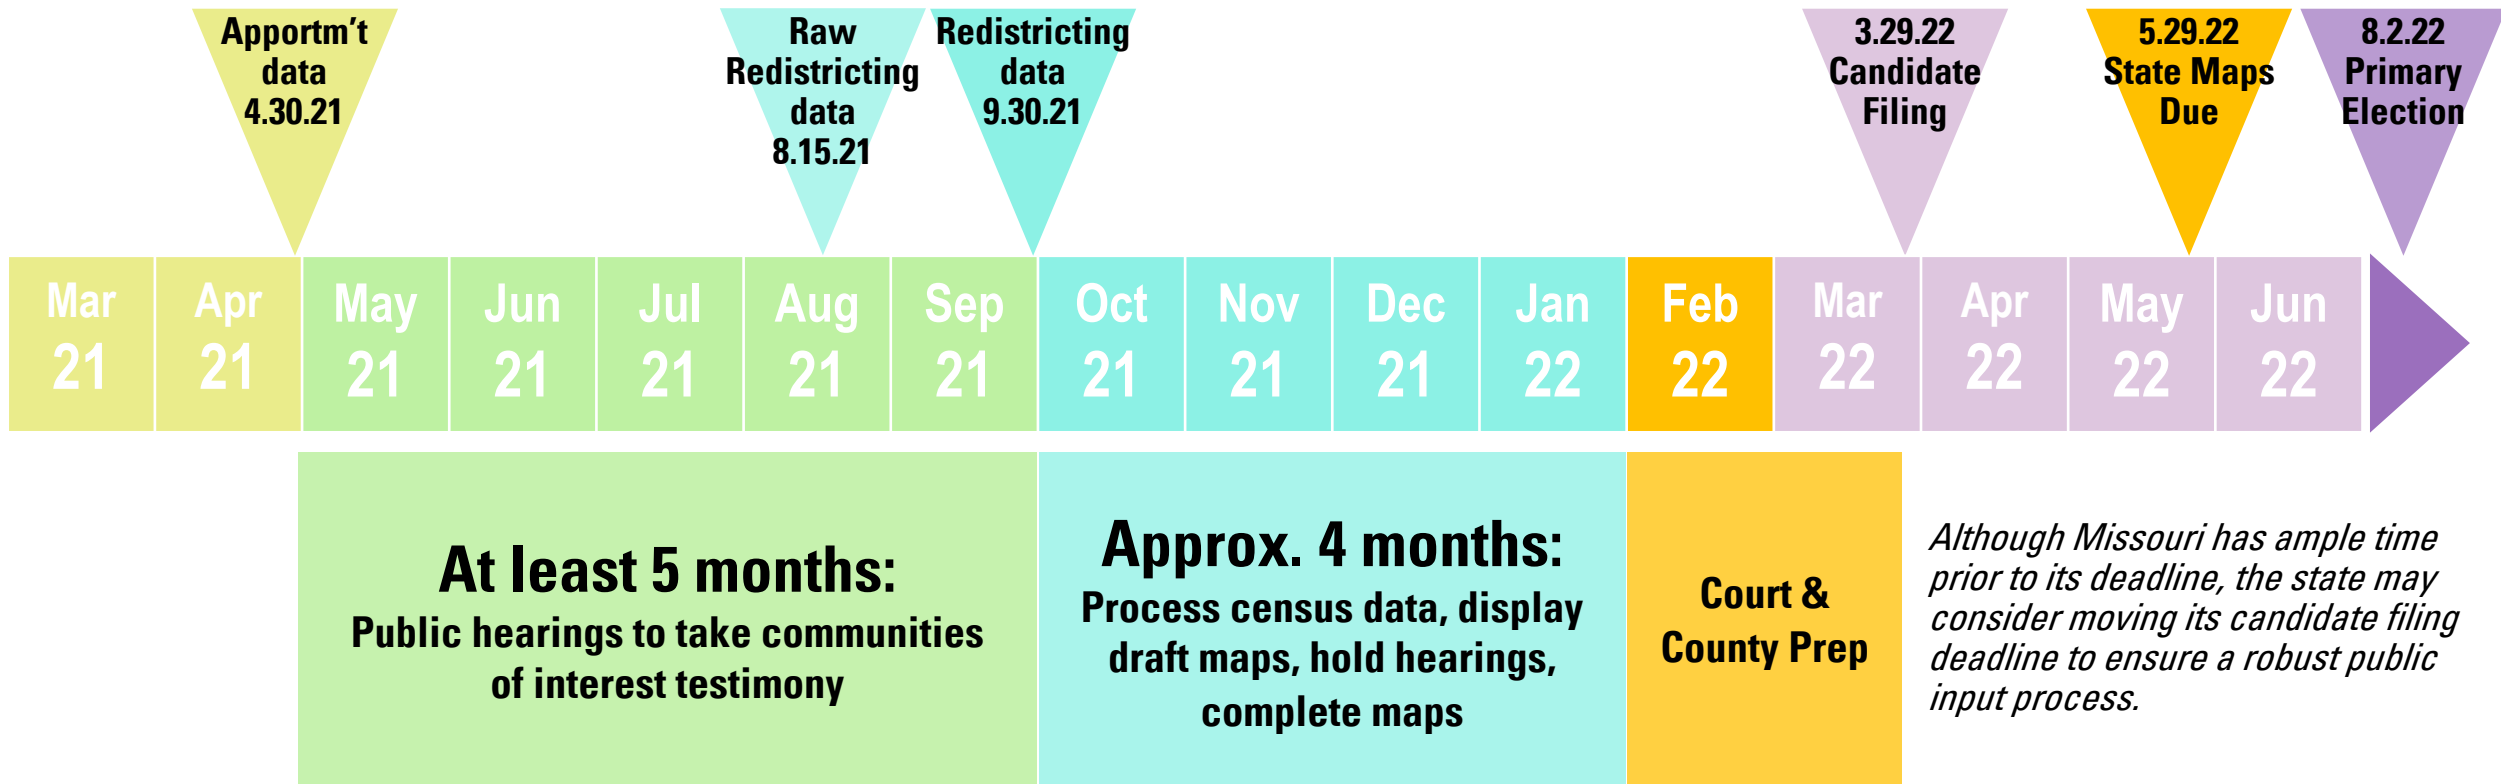 Apportm't
data
4.30.21
Raw
Redistricting
data
8.15.21
Redistricting
data
9.30.21
3.29.22
Candidate
Filing
5.29.22
State Maps
Due
8.2.22
Primary
Election
Mar
21
Apr
21
May
21
Jun
21
Jul
21
Aug
21
Sep
21
Oct
21
Nov
21
Dec
21
Jan
22
Feb
22
Mar
22
Apr
22
May
22
Jun
22
At least 5 months:
Public hearings to take communities
of interest testimony
Approx. 4 months:
Process census data, display
draft maps, hold hearings,
complete maps
Court &
County Prep
Although Missouri has ample time
prior to its deadline, the state may
consider moving its candidate filing
deadline to ensure a robust public
input process.